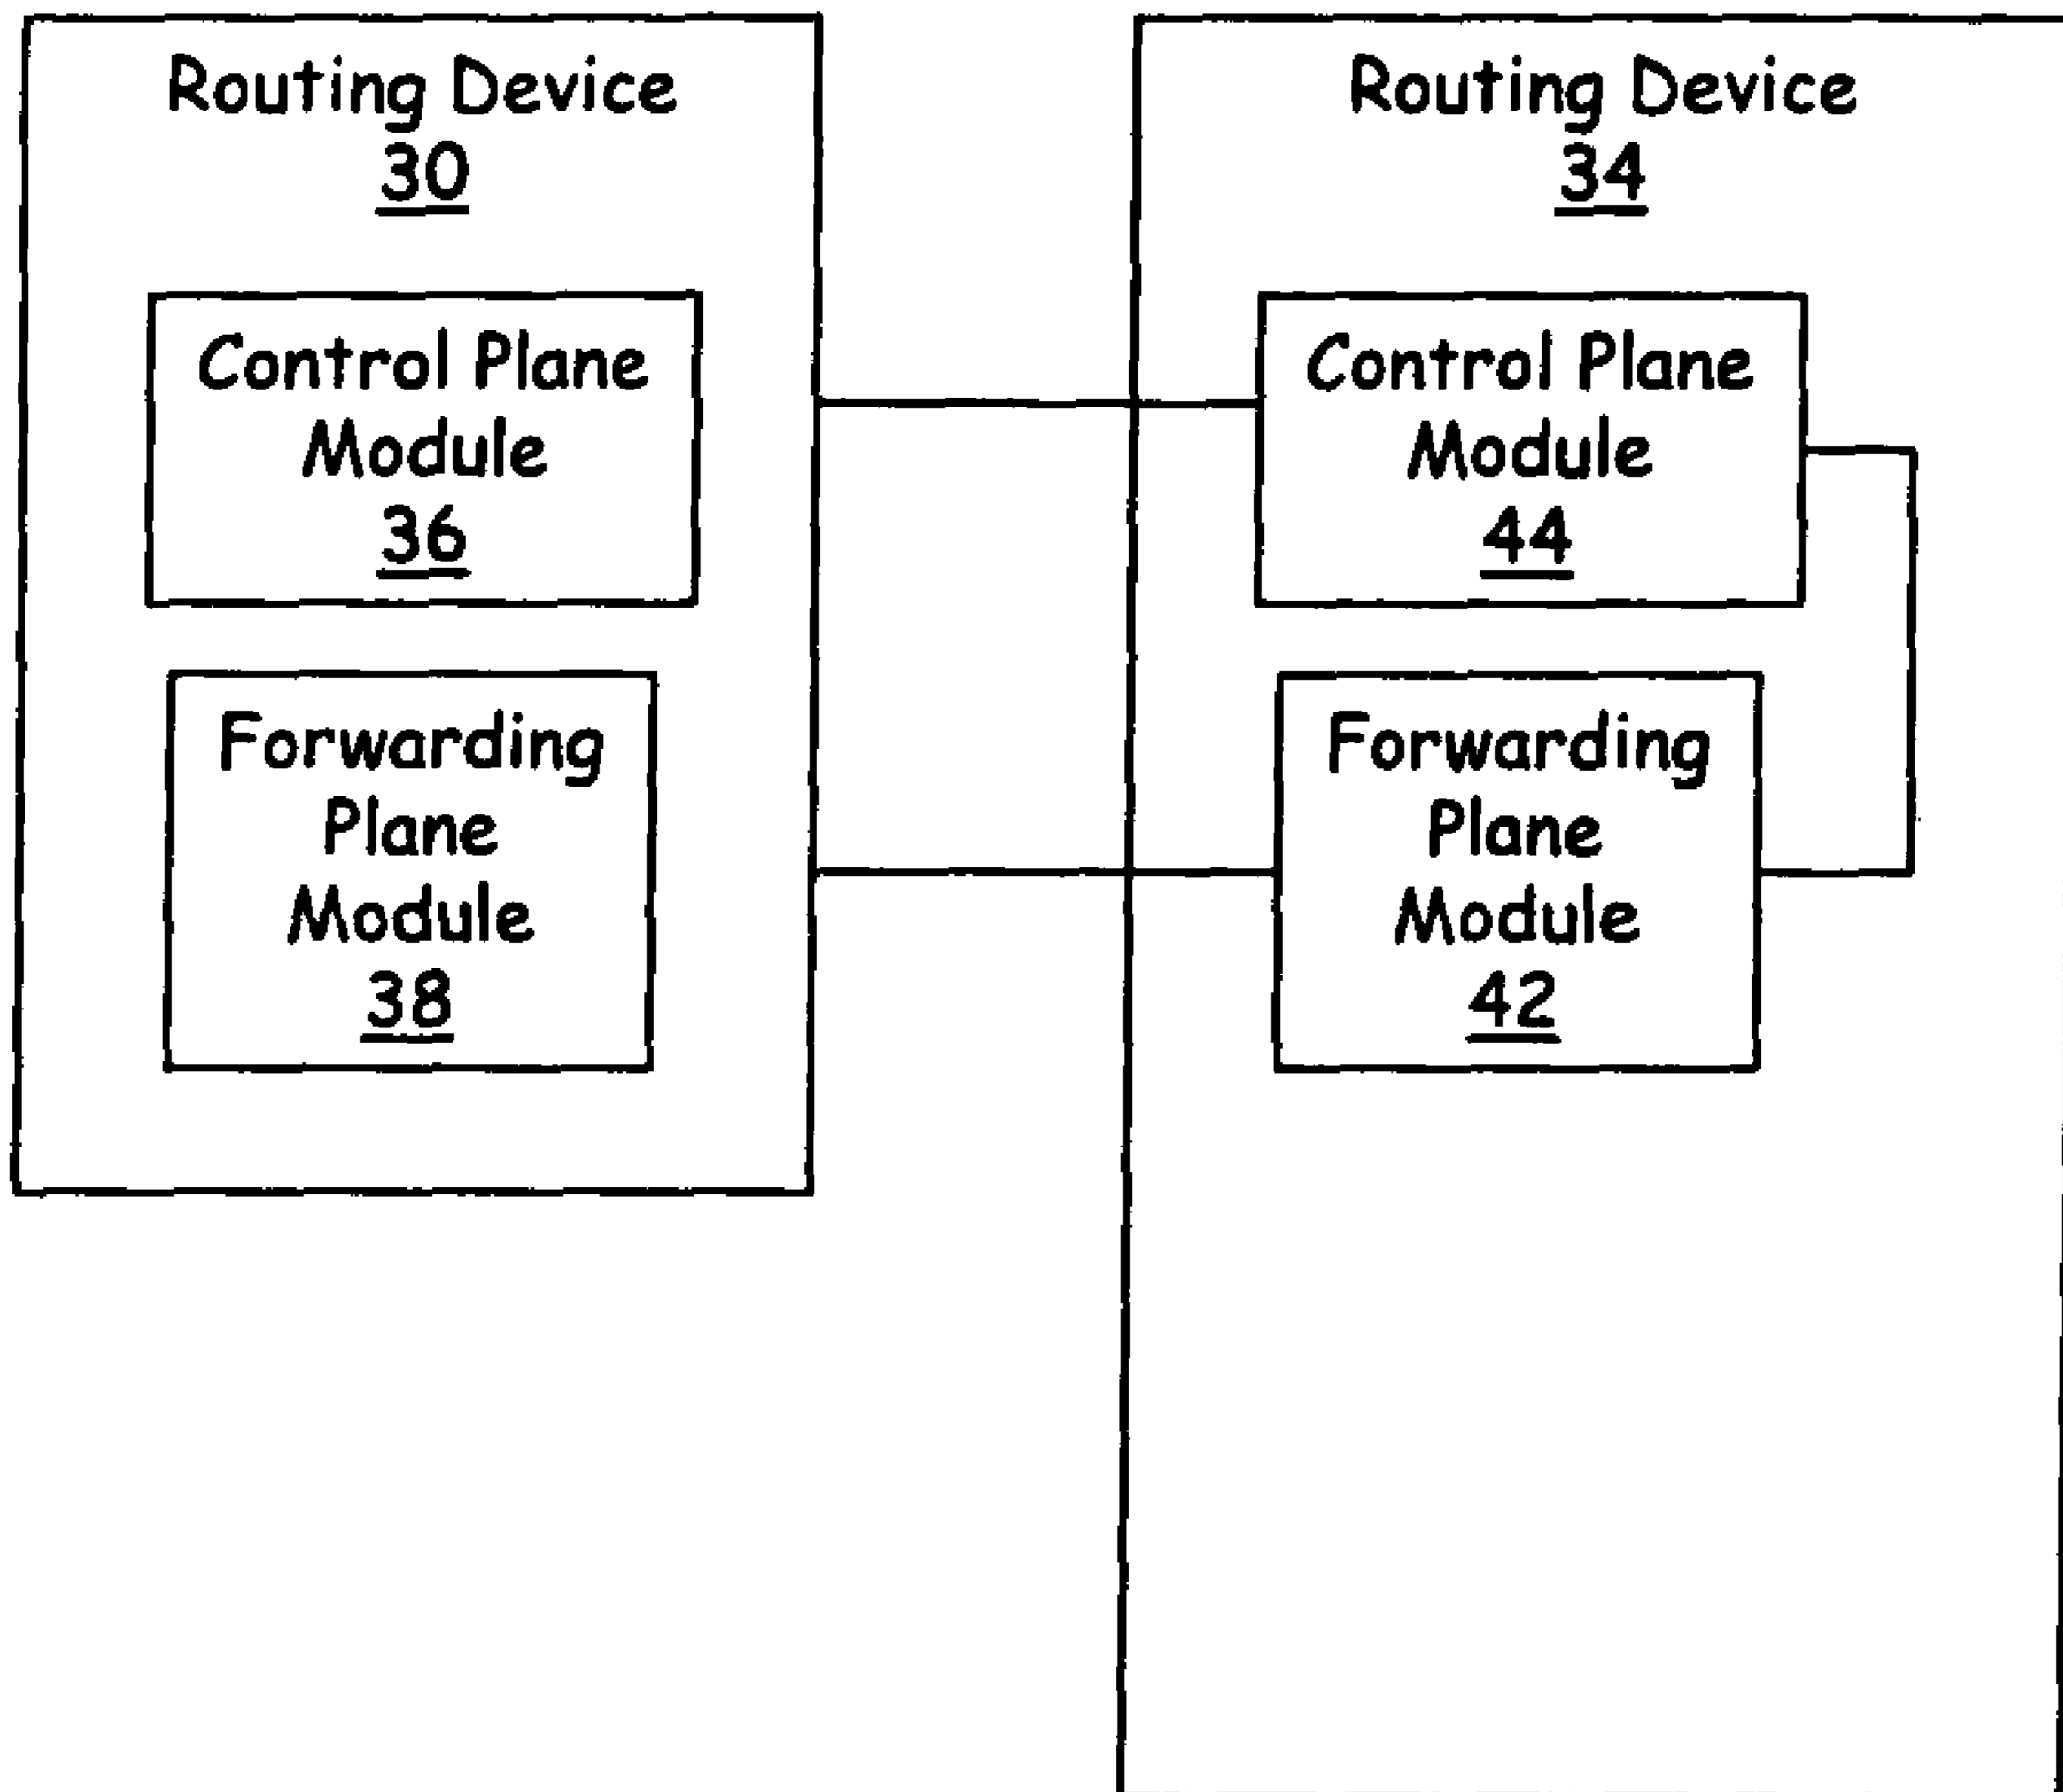 Routing Device
30
Control Plane
Module
36
Forwarding
Plane
Module
38
Routing Device
34
Control Plane
Module
44
Forwarding
Plane
Module
42